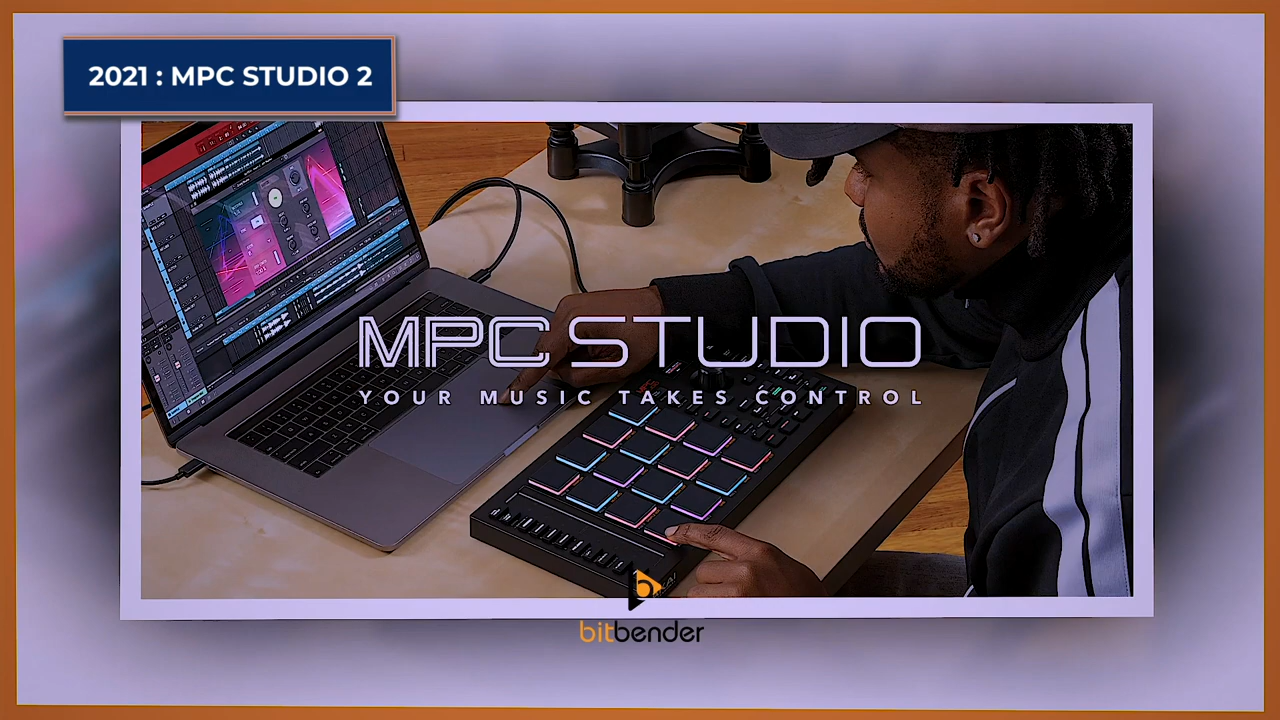 2021 : MPC STUDIO 2
MPC STUDIO
YOUR MUSIC TAKES CONTROL
bitbender